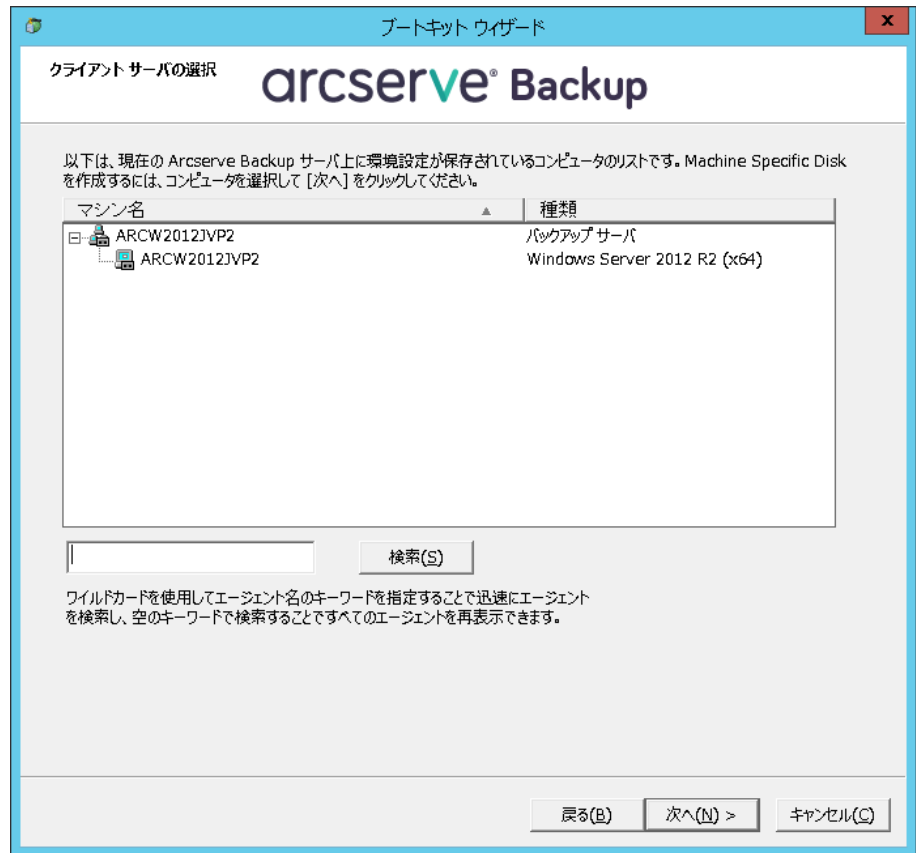 ブートキット ウィザード
x
クライアント サーバの選択
arcserve® Backup
以下は、現在の Arcserve Backup サーバ上に環境設定が保存されているコンピュータのリストです。Machine Specific Disk
を作成するには、コンピュータを選択して [次へ] をクリックしてください。
マシン名 種類
ARCW2012JVP2 バックアップ サーバ
ARCW2012JVP2 Windows Server 2012 R2 (x64)
検索(S)
ワイルドカードを使用してエージェント名のキーワードを指定することで迅速にエージェント
を検索し、空のキーワードで検索することですべてのエージェントを再表示できます。
戻る(B) 次へ(N) > キャンセル(C)